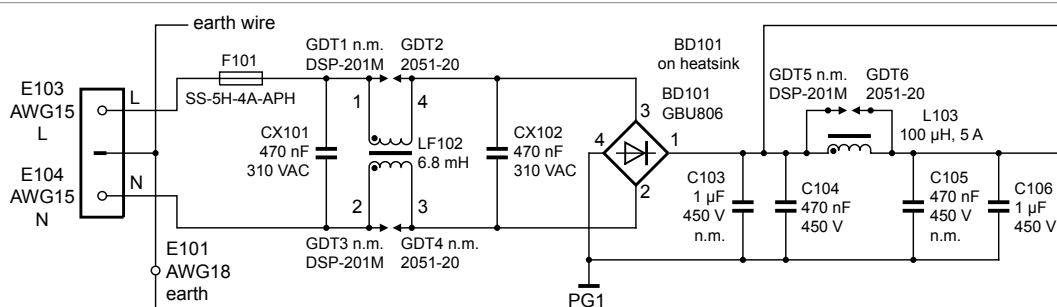 earth wire
E103
AWG15
L
L
F101
SS-5H-4A-APH
GDT1 n.m.
DSP-201M
GDT2
2051-20
1
4
CX101
470 nF
310 VAC
LF102
6.8 mH
CX102
470 nF
310 VAC
2
3
GDT3 n.m.
DSP-201M
GDT4 n.m.
2051-20
E104
AWG15
N
N
E101
AWG18
earth
BD101
on heatsink
BD101
GBU806
3
4
1
2
PG1
GDT5 n.m.
DSP-201M
GDT6
2051-20
L103
100 µH, 5 A
C103
1 µF
450 V
n.m.
C104
470 nF
450 V
C105
470 nF
450 V
n.m.
C106
1 µF
450 V